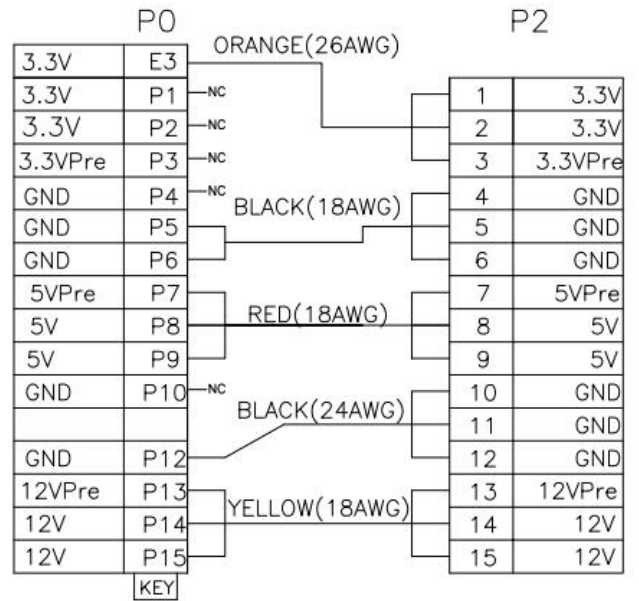 P0 P2
ORANGE(26AWG)
3.3V E3
3.3V P1 NC 1 3.3V
3.3V P2 NC 2 3.3V
3.3VPre P3 NC 3 3.3VPre
GND P4 NC 4 GND
BLACK(18AWG)
GND P5 5 GND
GND P6 6 GND
5VPre P7 7 5VPre
RED(18AWG)
5V P8 8 5V
5V P9 9 5V
GND P10 NC 10 GND
BLACK(24AWG)
11 GND
GND P12 12 GND
12VPre P13 13 12VPre
YELLOW(18AWG)
12V P14 14 12V
12V P15 15 12V
KEY